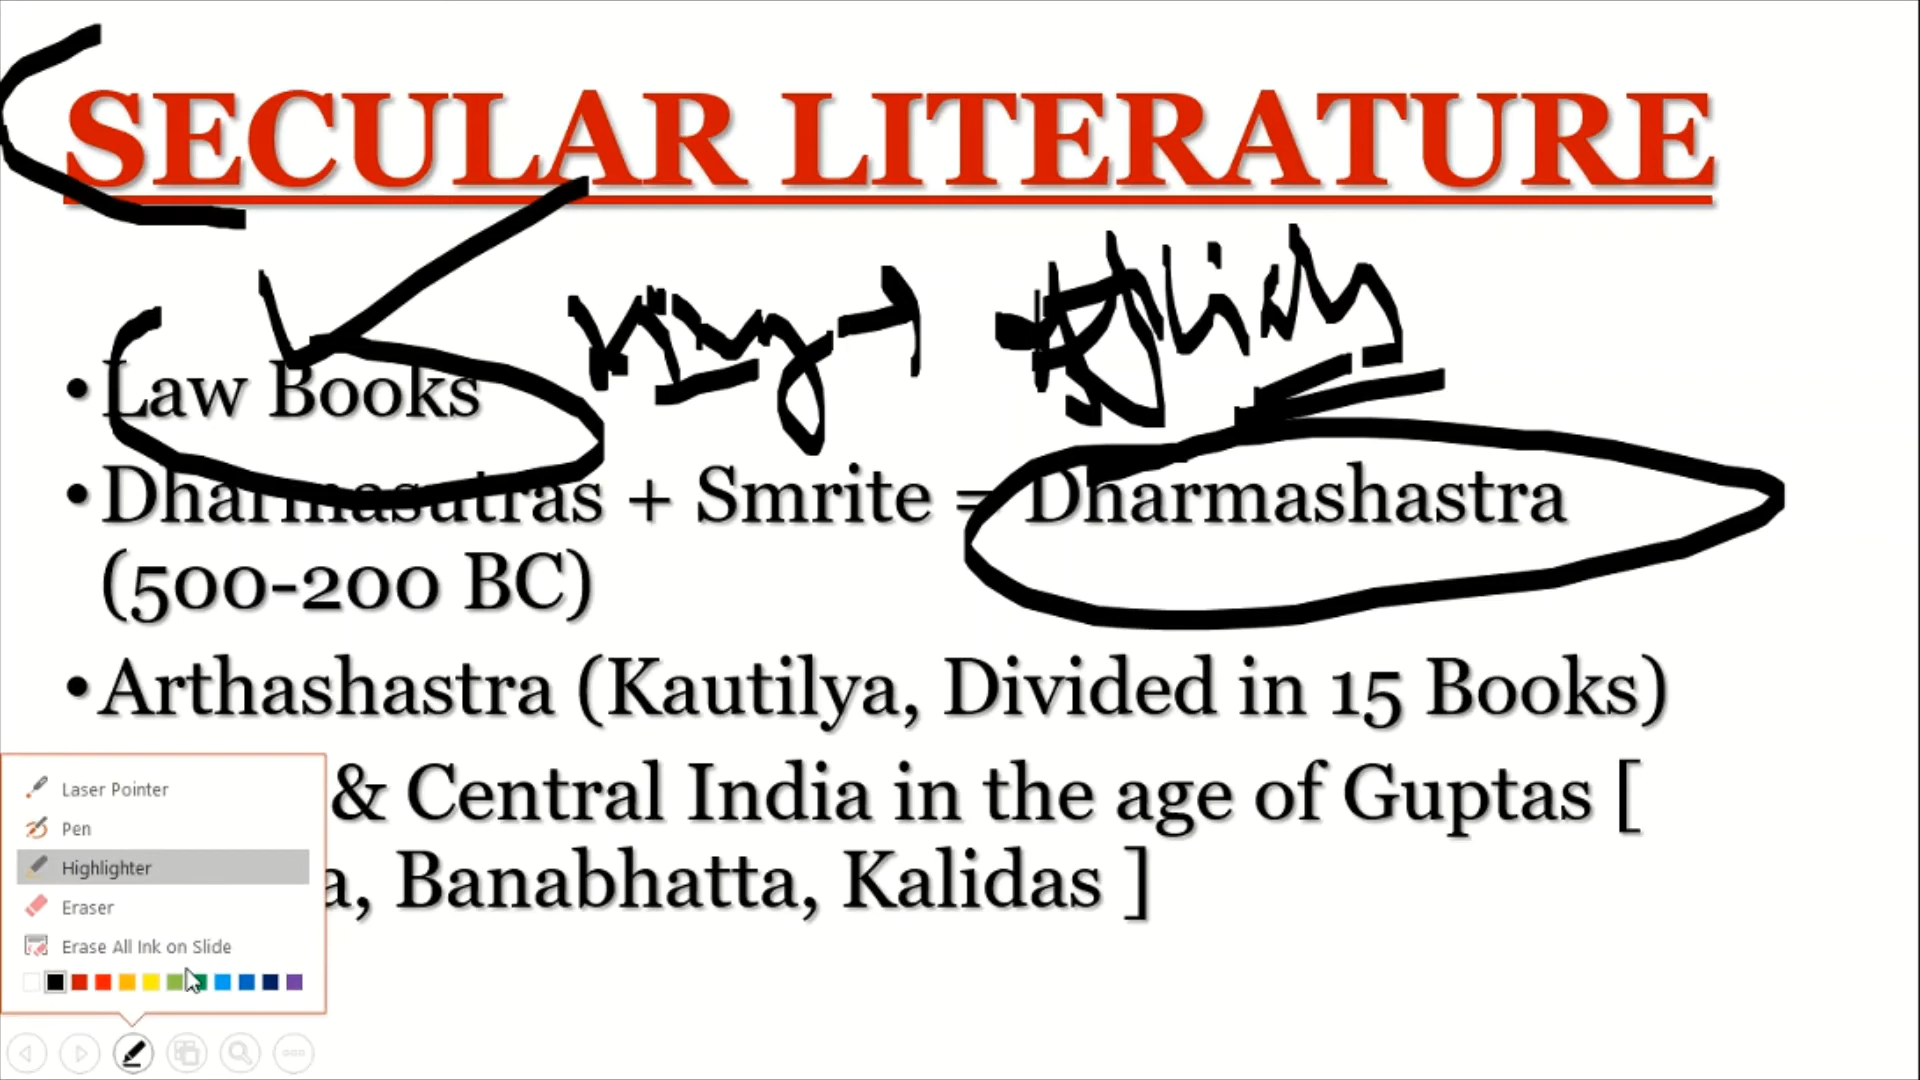 SECULAR LITERATURE
• Law Books
• Dharmasutras + Smrite = Dharmashastra
(500-200 BC)
• Arthashastra (Kautilya, Divided in 15 Books)
& Central India in the age of Guptas [
a, Banabhatta, Kalidas ]
Laser Pointer
Pen
Highlighter
Eraser
Erase All Ink on Slide